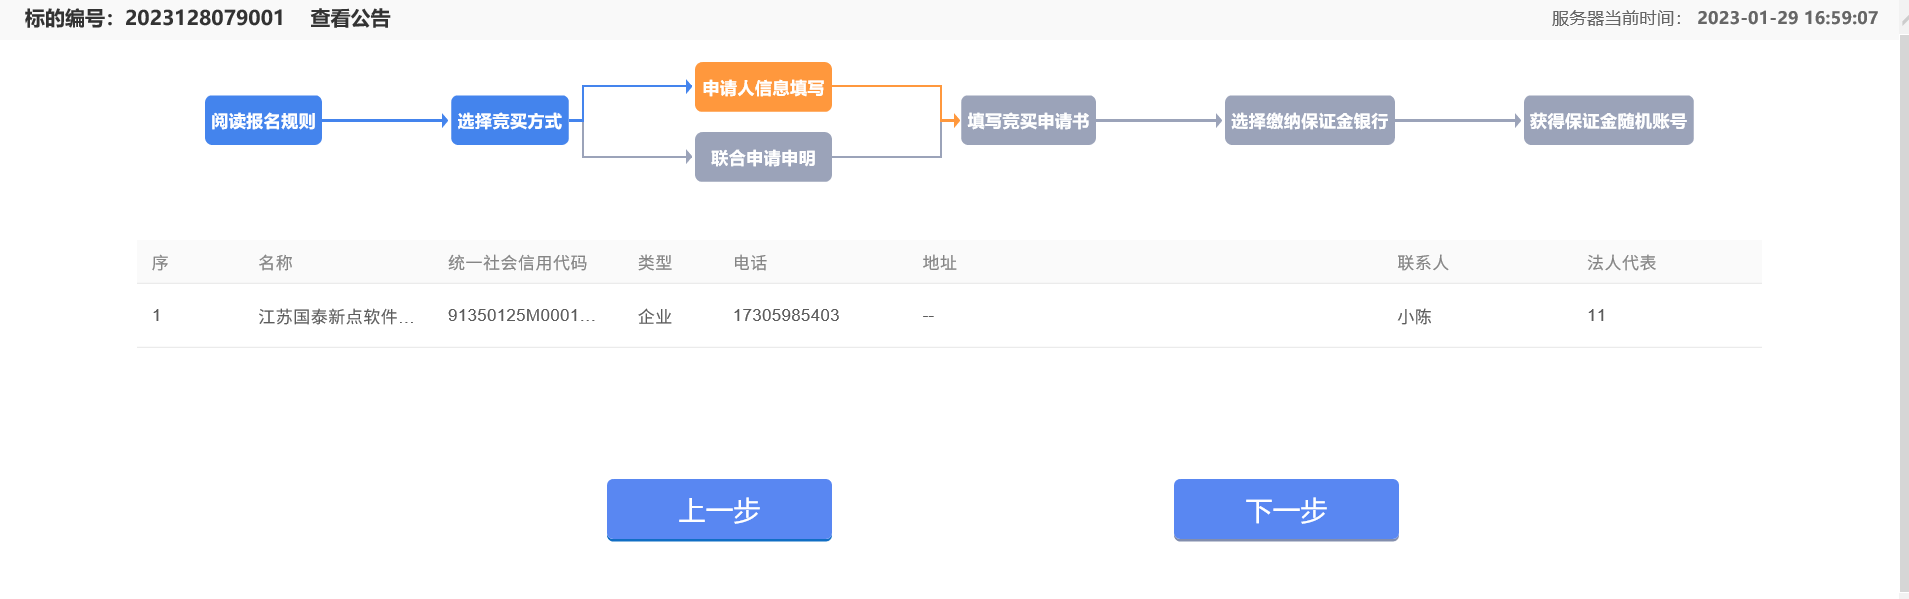 标的编号：2023128079001 查看公告 服务器当前时间： 2023-01-29 16:59:07
申请人信息填写
阅读报名规则 选择竞买方式 填写竞买申请书 选择缴纳保证金银行 获得保证金随机账号
联合申请申明
序 名称 统一社会信用代码 类型 电话 地址 联系人 法人代表
1 江苏国泰新点软件... 91350125M0001... 企业 17305985403 -- 小陈 11
上一步 下一步